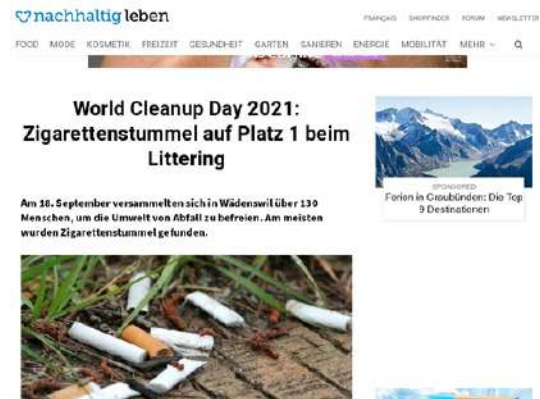 nachhaltig leben
FRANÇAIS SHOPFINDER FORUM NEWSLETTER
FOOD MODE KOSMETIK FREIZEIT GESUNDHEIT GARTEN SANIEREN ENERGIE MOBILITÄT MEHR
World Cleanup Day 2021:
Zigarettenstummel auf Platz 1 beim
Littering
Am 18. September versammelten sich in Wädenswil über 130
Menschen, um die Umwelt von Abfall zu befreien. Am meisten
wurden Zigarettenstummel gefunden.
SPONSORED
Ferien in Graubünden: Die Top
9 Destinationen